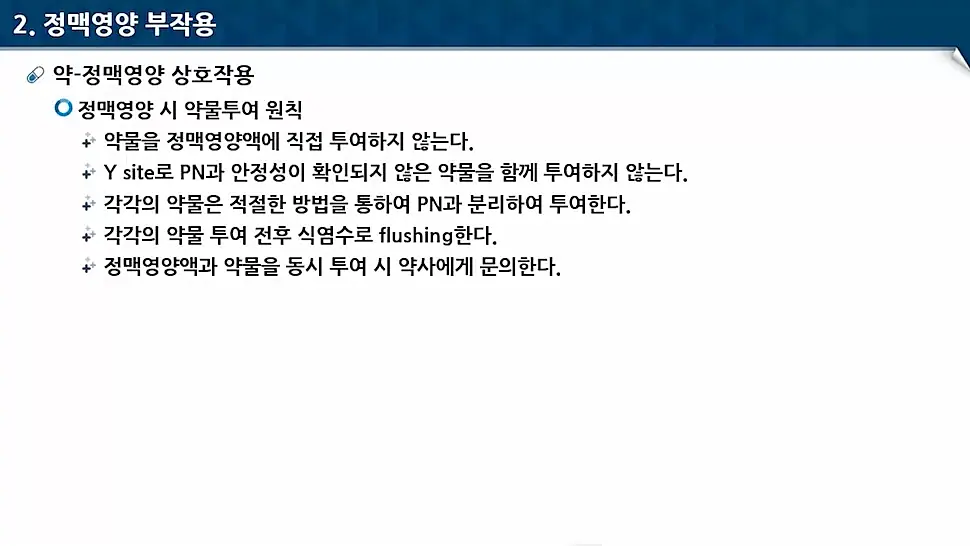 2. 정맥영양 부작용
약-정맥영양 상호작용
정맥영양 시 약물투여 원칙
약물을 정맥영양액에 직접 투여하지 않는다.
Y site로 PN과 안정성이 확인되지 않은 약물을 함께 투여하지 않는다.
각각의 약물은 적절한 방법을 통하여 PN과 분리하여 투여한다.
각각의 약물 투여 전후 식염수로 flushing한다.
정맥영양액과 약물을 동시 투여 시 약사에게 문의한다.